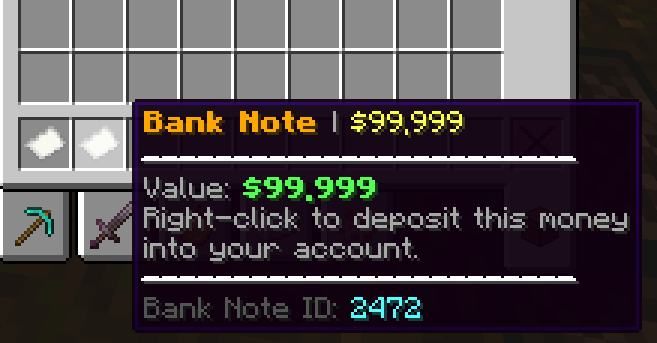 Bank Note | $99,999
Value: $99,999
Right-click to deposit this money
into your account.
Bank Note ID: 2472